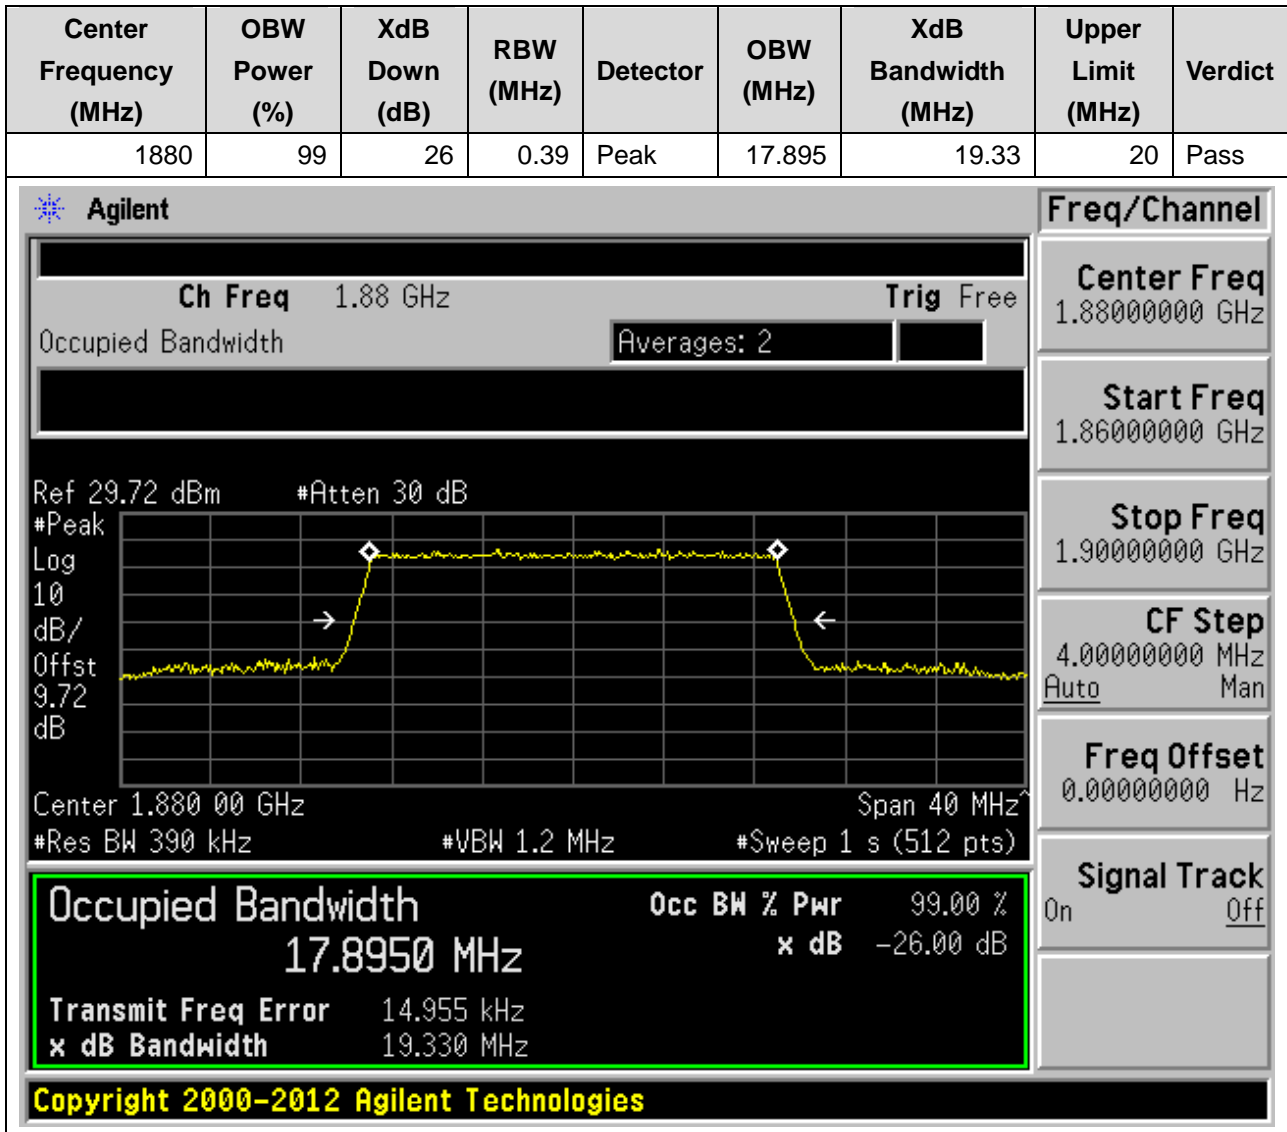 Center Frequency (MHz) OBW Power (%) XdB Down (dB) RBW (MHz) Detector OBW (MHz) XdB Bandwidth (MHz) Upper Limit (MHz) Verdict
1880 99 26 0.39 Peak 17.895 19.33 20 Pass
Agilent
Freq/Channel
Ch Freq 1.88 GHz Trig Free
Occupied Bandwidth Averages: 2
Center Freq
1.88000000 GHz
Start Freq
1.86000000 GHz
Stop Freq
1.90000000 GHz
CF Step
4.00000000 MHz
Auto Man
Freq Offset
0.00000000 Hz
Signal Track
On Off
Ref 29.72 dBm #Atten 30 dB
#Peak
Log
10
dB/
Offst
9.72
dB
Center 1.880 00 GHz Span 40 MHz^
#Res BW 390 kHz #VBW 1.2 MHz #Sweep 1 s (512 pts)
Occupied Bandwidth Occ BW % Pwr 99.00 %
17.8950 MHz x dB -26.00 dB
Transmit Freq Error 14.955 kHz
x dB Bandwidth 19.330 MHz
Copyright 2000-2012 Agilent Technologies